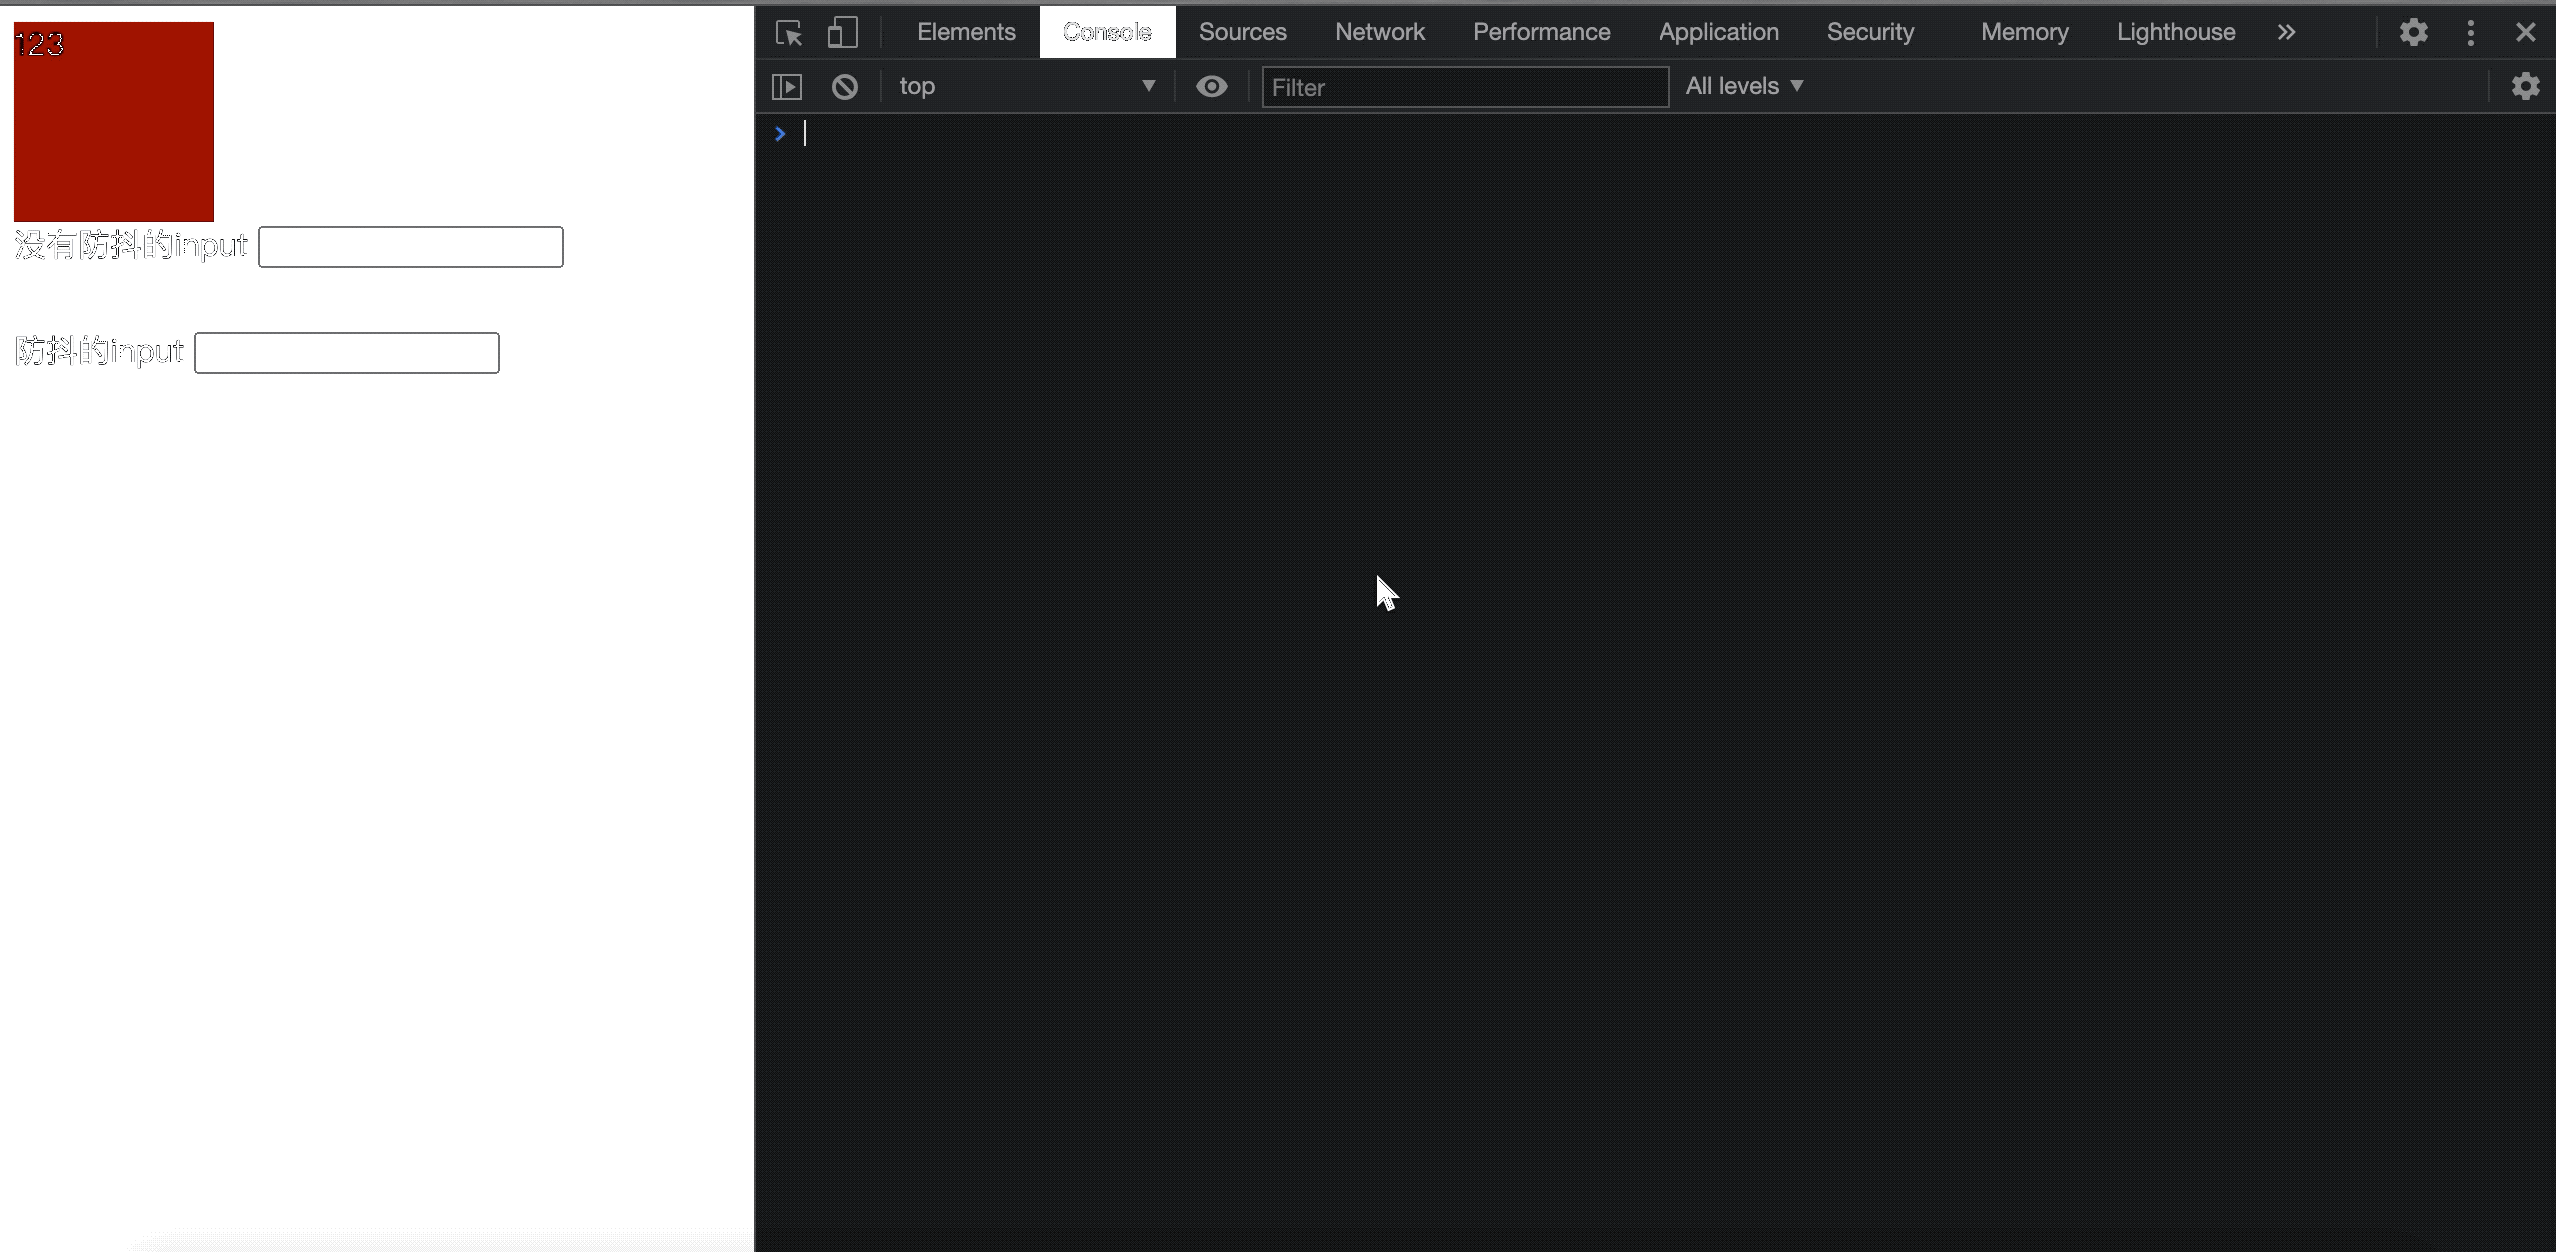 123
没有防抖的input
防抖的input
Elements Console Sources Network Performance Application Security Memory Lighthouse
top Filter All levels